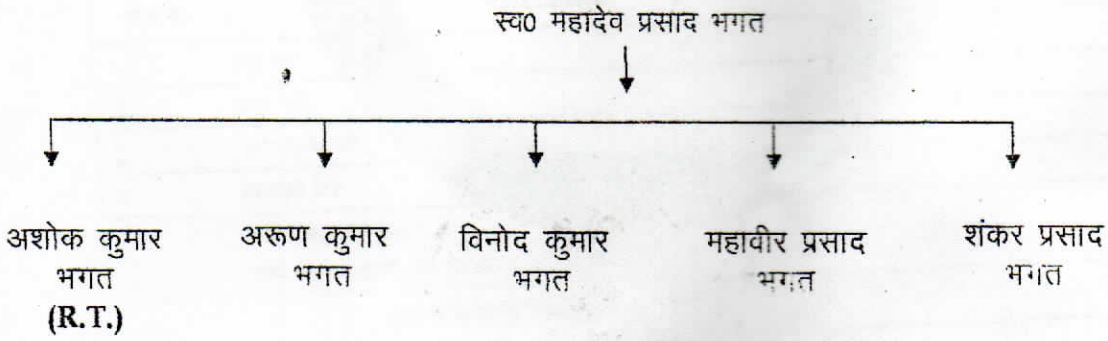 स्व0 महादेव प्रसाद भगत
अशोक कुमार भगत (R.T.)
अरूण कुमार भगत
विनोद कुमार भगत
महावीर प्रसाद भगत
शंकर प्रसाद भगत